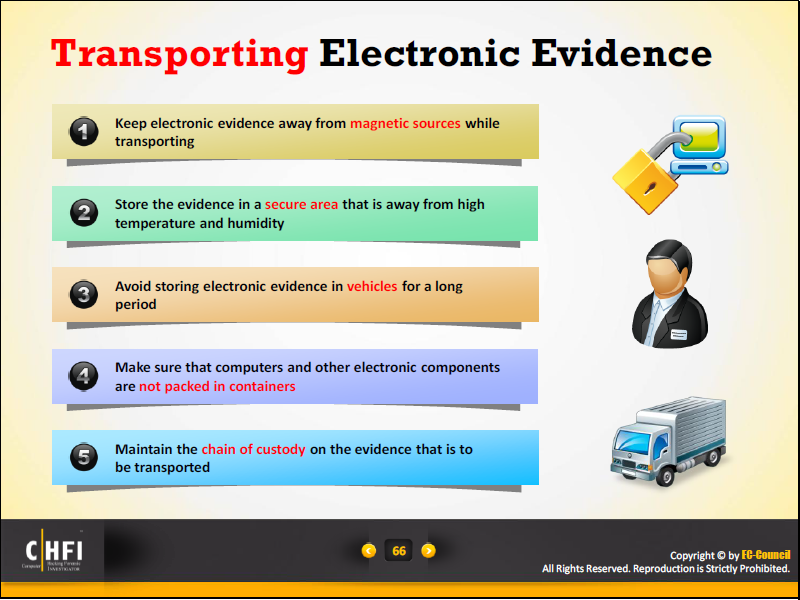 Transporting Electronic Evidence
1
Keep electronic evidence away from magnetic sources while
transporting
2
Store the evidence in a secure area that is away from high
temperature and humidity
3
Avoid storing electronic evidence in vehicles for a long
period
4
Make sure that computers and other electronic components
are not packed in containers
5
Maintain the chain of custody on the evidence that is to
be transported
CHFI
Computer Hacking Forensic
INVESTIGATOR
66
Copyright © by EC-Council
All Rights Reserved. Reproduction is Strictly Prohibited.